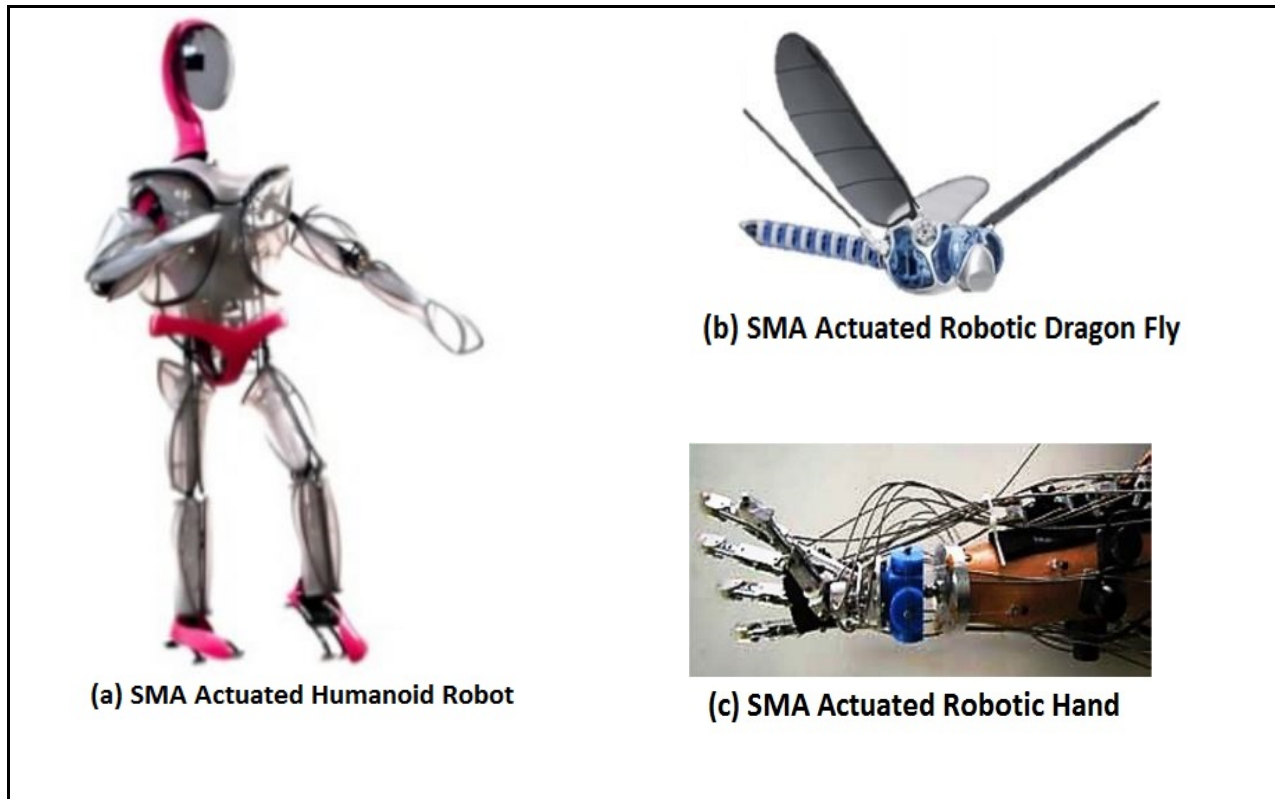 (a) SMA Actuated Humanoid Robot
(b) SMA Actuated Robotic Dragon Fly
(c) SMA Actuated Robotic Hand